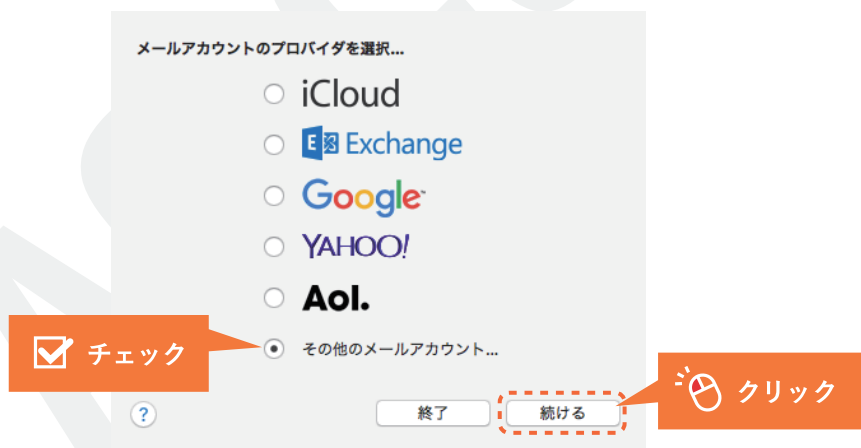 メールアカウントのプロバイダを選択...
iCloud
E Exchange
Google
YAHOO!
Aol.
チェック
その他のメールアカウント...
クリック
?
終了
続ける